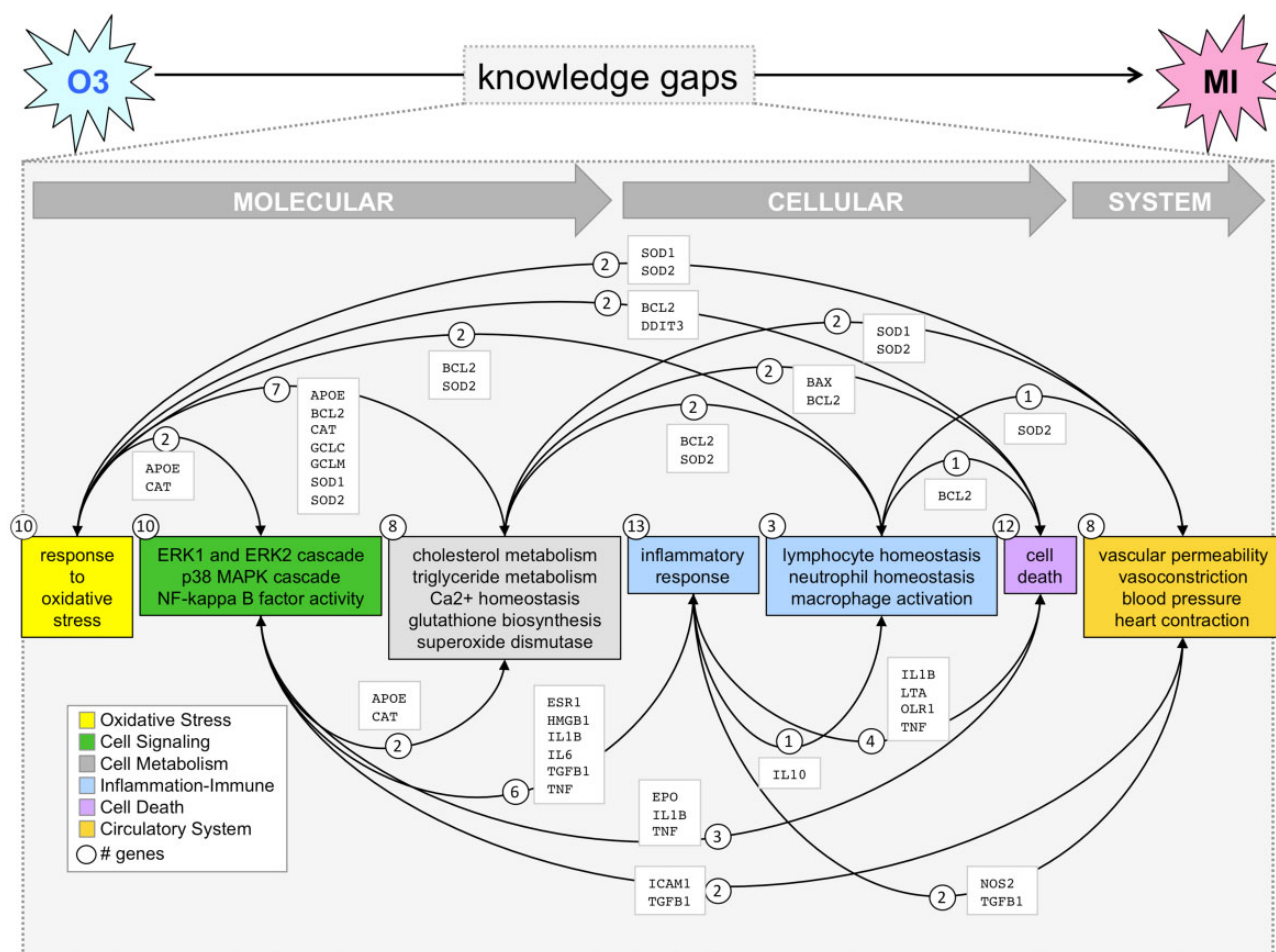 O3
knowledge gaps
MI
MOLECULAR
CELLULAR
SYSTEM
2
SOD1
SOD2
2
BCL2
DDIT3
2
BCL2
SOD2
2
SOD1
SOD2
7
APOE
BCL2
CAT
GCLC
GCLM
SOD1
SOD2
2
BAX
BCL2
2
BCL2
SOD2
1
SOD2
2
APOE
CAT
1
BCL2
10
response
to
oxidative
stress
10
ERK1 and ERK2 cascade
p38 MAPK cascade
NF-kappa B factor activity
8
cholesterol metabolism
triglyceride metabolism
Ca2+ homeostasis
glutathione biosynthesis
superoxide dismutase
13
inflammatory
response
3
lymphocyte homeostasis
neutrophil homeostasis
macrophage activation
12
cell
death
8
vascular permeability
vasoconstriction
blood pressure
heart contraction
APOE
CAT
2
ESR1
HMGB1
IL1B
IL6
TGFB1
TNF
6
1
IL10
IL1B
LTA
OLR1
TNF
4
EPO
IL1B
TNF
3
ICAM1
TGFB1
2
2
NOS2
TGFB1
Oxidative Stress
Cell Signaling
Cell Metabolism
Inflammation-Immune
Cell Death
Circulatory System
# genes